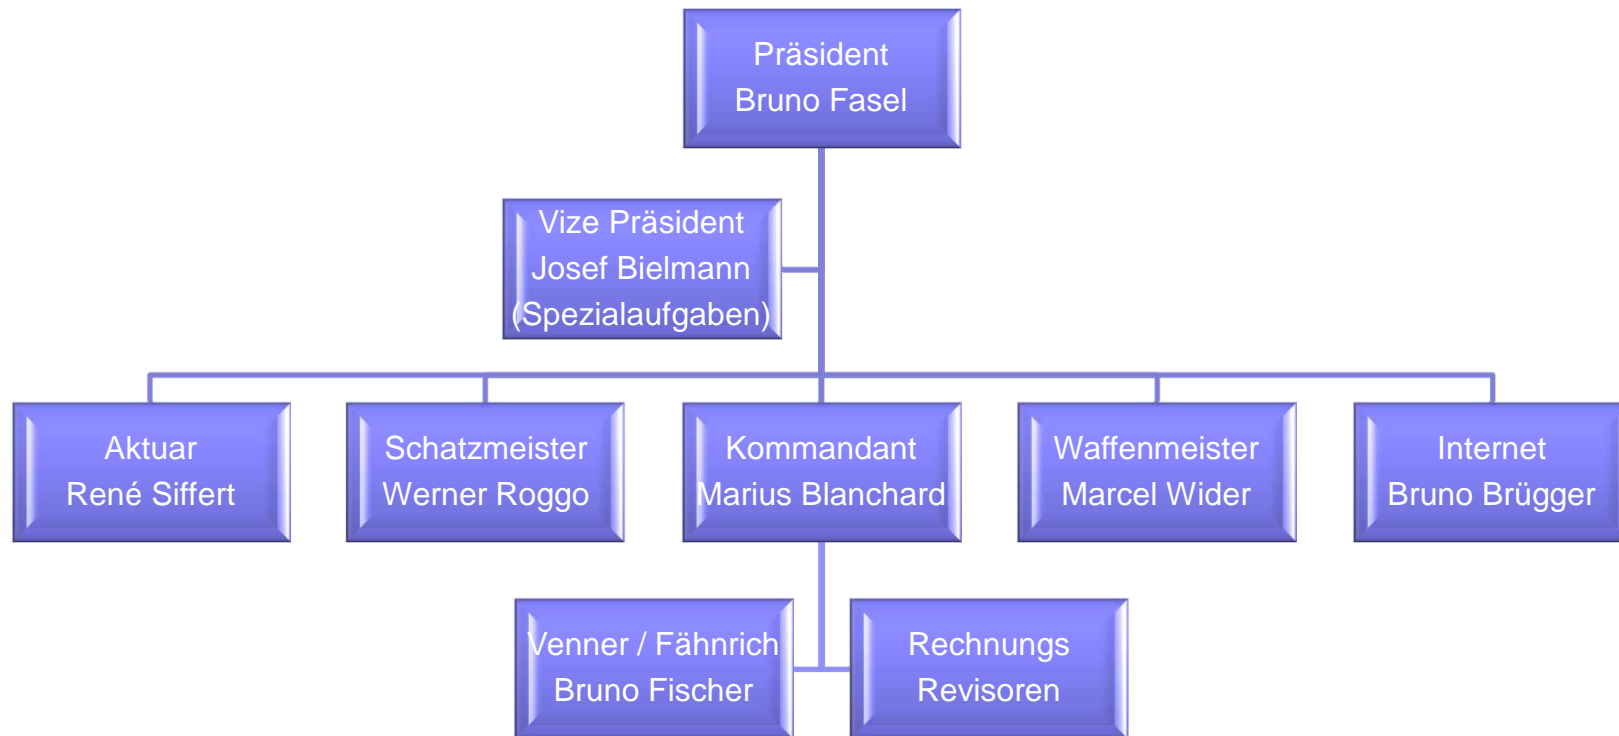 Präsident
Bruno Fasel
Vize Präsident
Josef Bielmann
(Spezialaufgaben)
Aktuar
René Siffert
Schatzmeister
Werner Roggo
Kommandant
Marius Blanchard
Waffenmeister
Marcel Wider
Internet
Bruno Brügger
Venner / Fähnrich
Bruno Fischer
Rechnungs
Revisoren